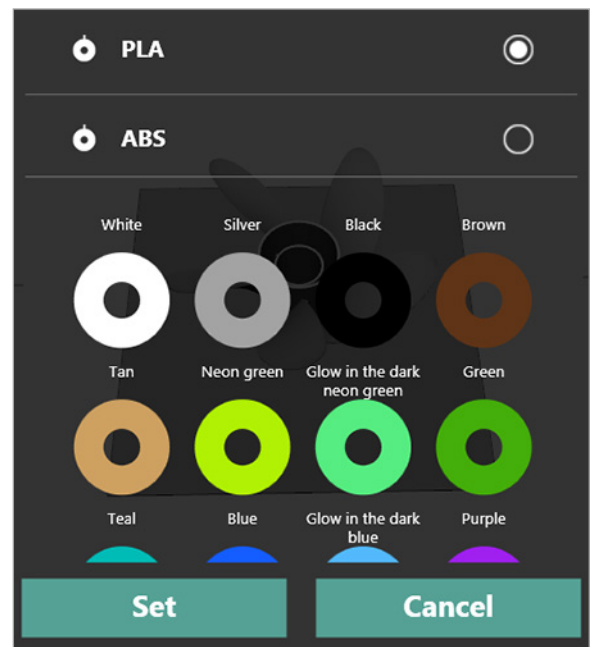 PLA
ABS
White Silver Black Brown
Tan Neon green Glow in the dark Green
neon green
Teal Blue Glow in the dark Purple
blue
Set Cancel